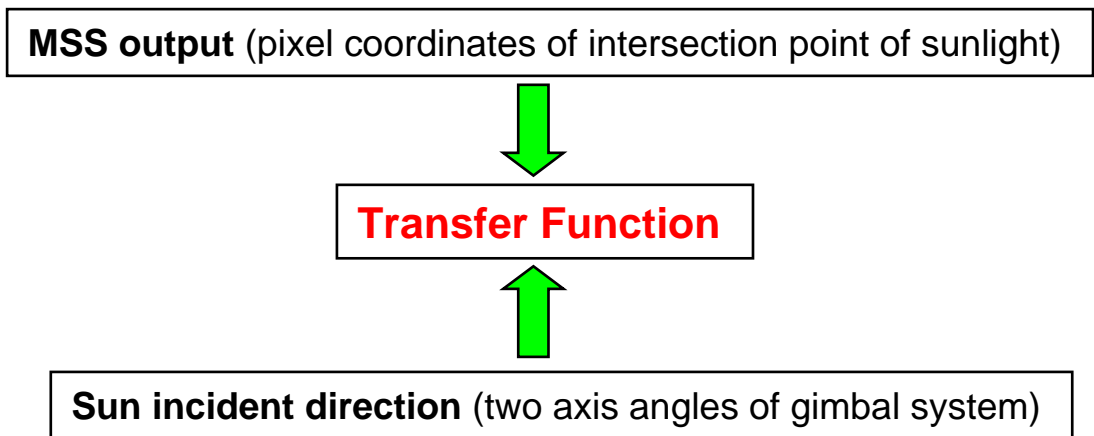 MSS output (pixel coordinates of intersection point of sunlight)
Transfer Function
Sun incident direction (two axis angles of gimbal system)